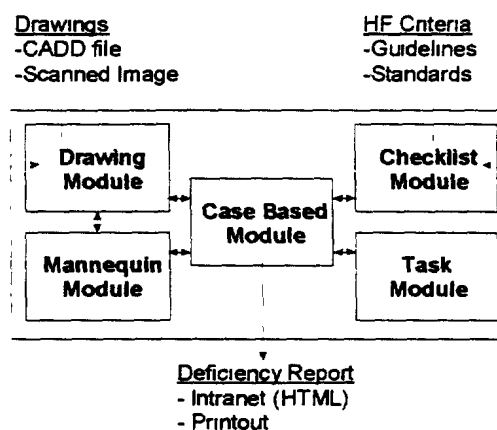 Drawings
-CADD file
-Scanned Image
HF Criteria
-Guidelines
-Standards
Drawing
Module
Checklist
Module
Case Based
Module
Mannequin
Module
Task
Module
Deficiency Report
- Intranet (HTML)
- Printout